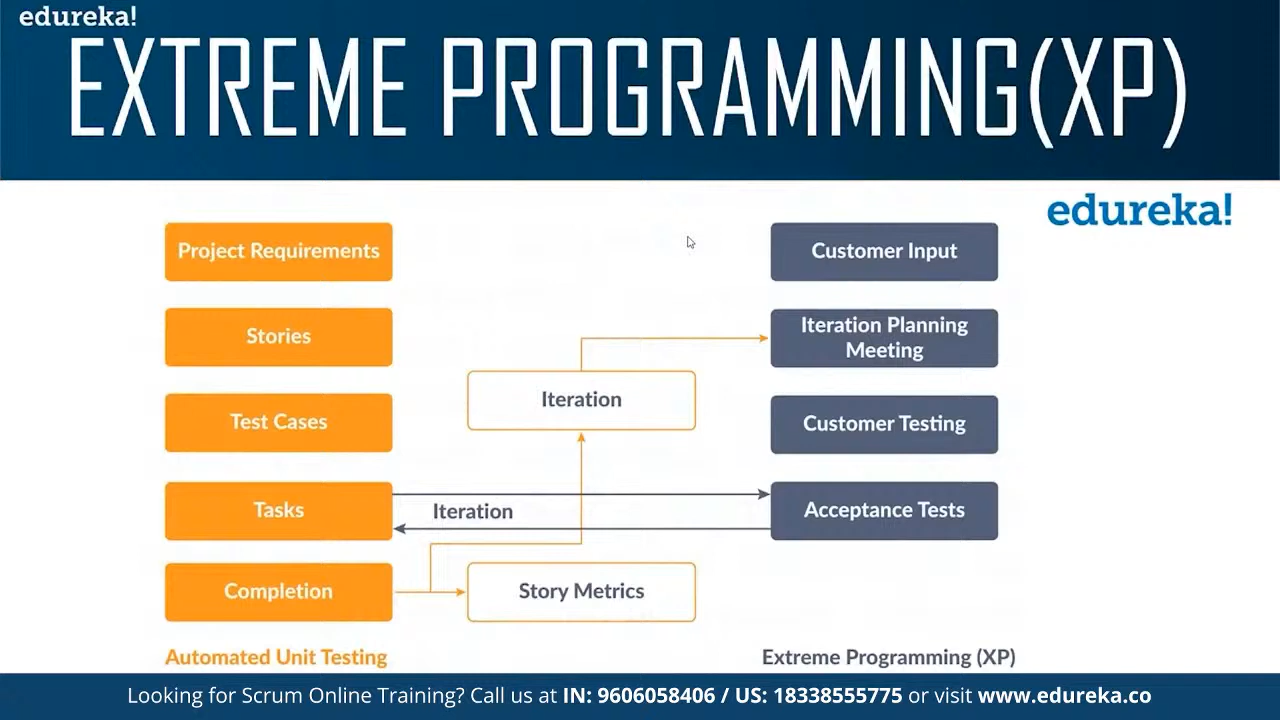 edureka!
EXTREME PROGRAMMING(XP)
edureka!
Project Requirements
Customer Input
Stories
Iteration Planning
Meeting
Iteration
Test Cases
Customer Testing
Tasks
Iteration
Acceptance Tests
Completion
Story Metrics
Automated Unit Testing
Extreme Programming (XP)
Looking for Scrum Online Training? Call us at IN: 9606058406 / US: 18338555775 or visit www.edureka.co